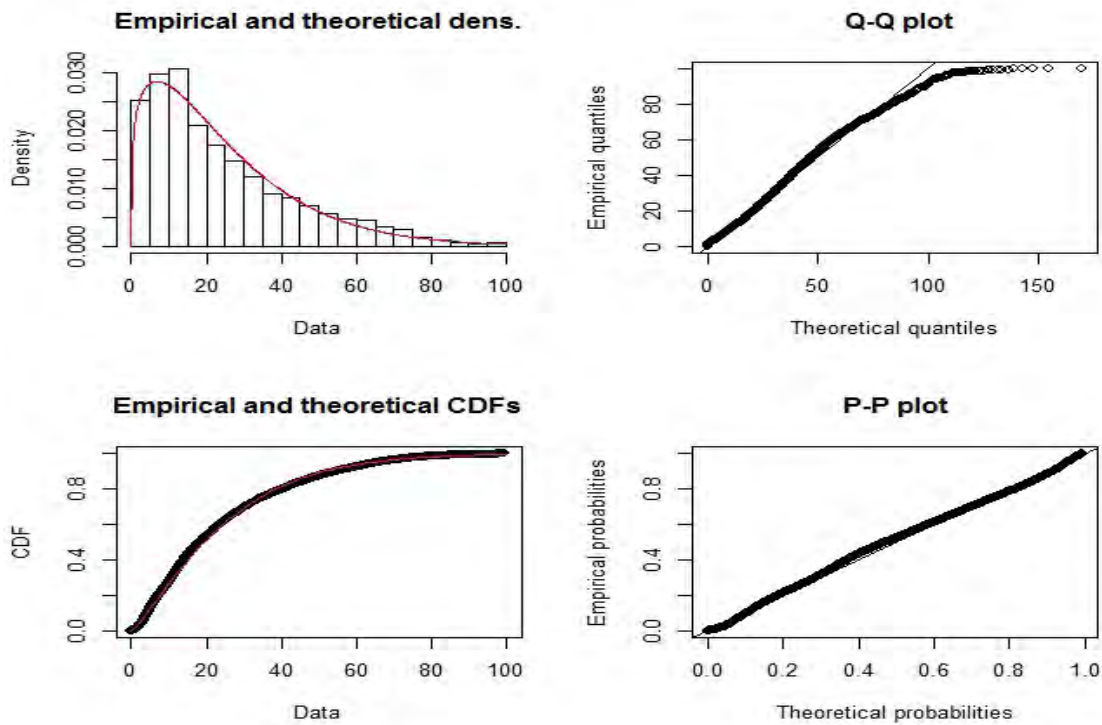 Empirical and theoretical dens.
Density
0.000 0.010 0.020 0.030
0 20 40 60 80 100
Data
Q-Q plot
Empirical quantiles
0 20 40 60 80
0 50 100 150
Theoretical quantiles
Empirical and theoretical CDFs
CDF
0.0 0.4 0.8
0 20 40 60 80 100
Data
P-P plot
Empirical probabilities
0.0 0.4 0.8
0.0 0.2 0.4 0.6 0.8 1.0
Theoretical probabilities